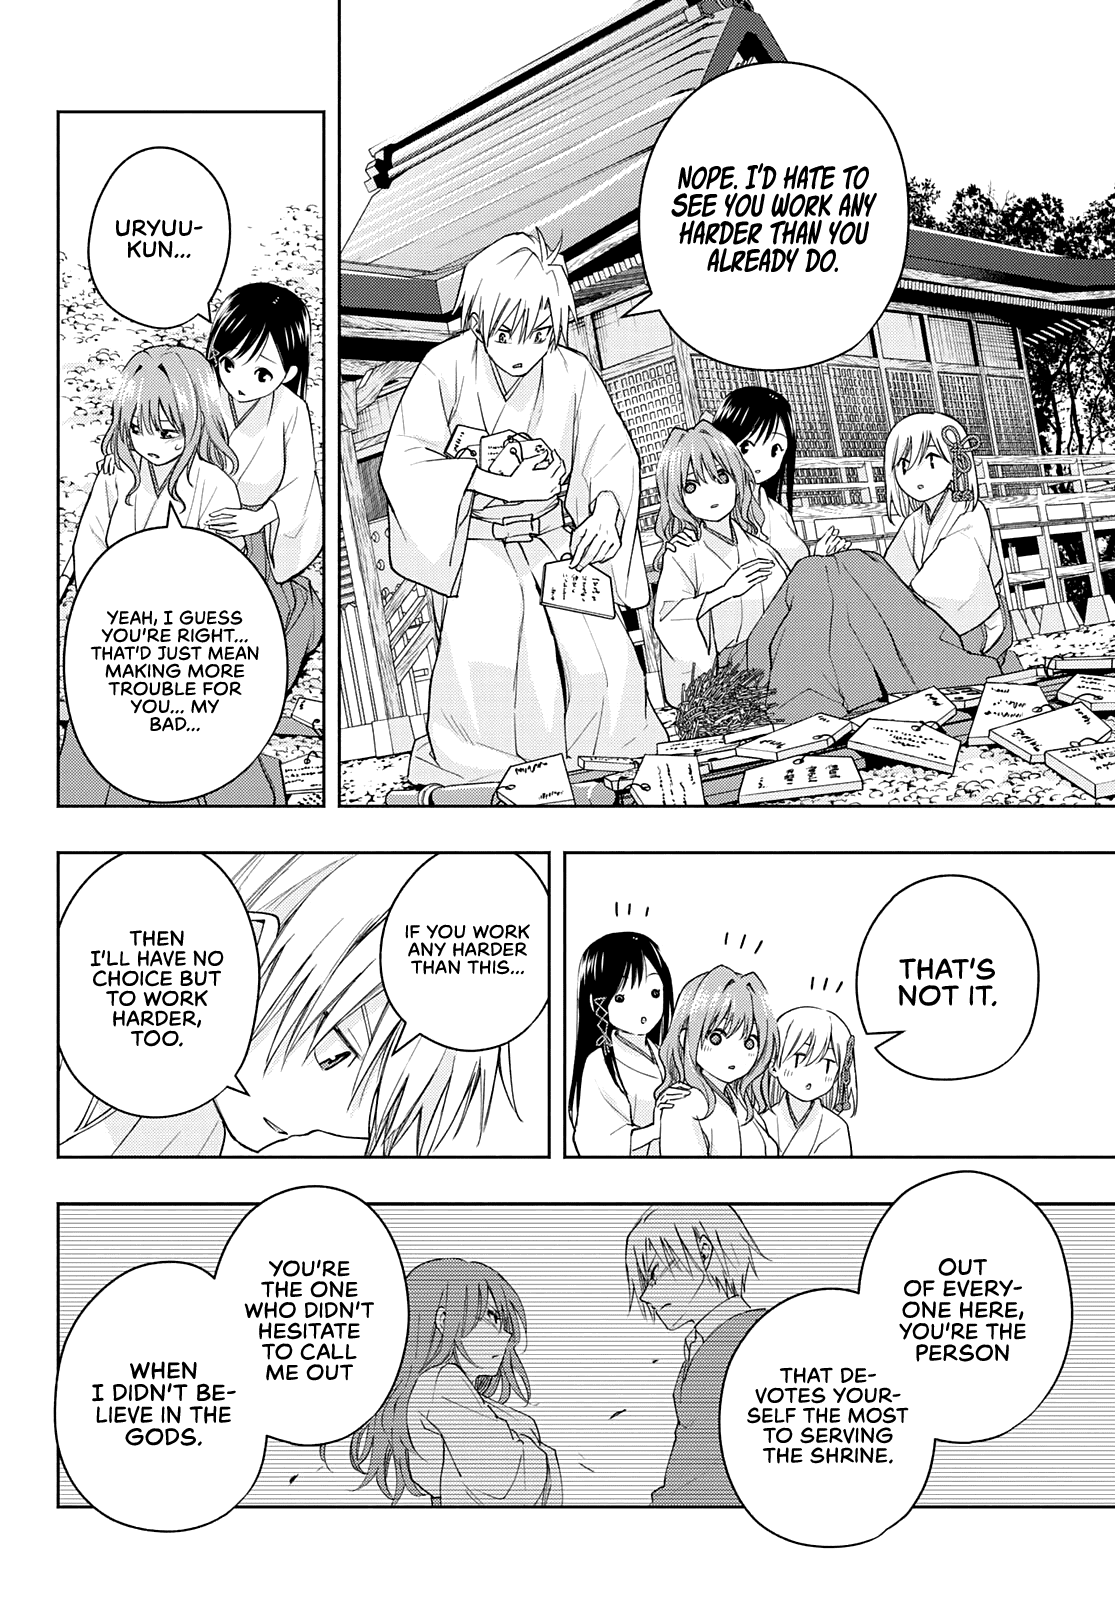 NOPE. I'D HATE TO
SEE YOU WORK ANY
HARDER THAN YOU
ALREADY DO.
URYUU-
KUN...
YEAH, I GUESS
YOU'RE RIGHT...
THAT'D JUST MEAN
MAKING MORE
TROUBLE FOR
YOU... MY
BAD...
THAT'S
NOT IT.
IF YOU WORK
ANY HARDER
THAN THIS...
THEN
I'LL HAVE NO
CHOICE BUT
TO WORK
HARDER,
TOO.
OUT
OF EVERY-
ONE HERE,
YOU'RE THE
PERSON
THAT DE-
VOTES YOUR-
SELF THE MOST
TO SERVING
THE SHRINE.
YOU'RE
THE ONE
WHO DIDN'T
HESITATE
TO CALL
ME OUT
WHEN
I DIDN'T BE-
LIEVE IN THE
GODS.